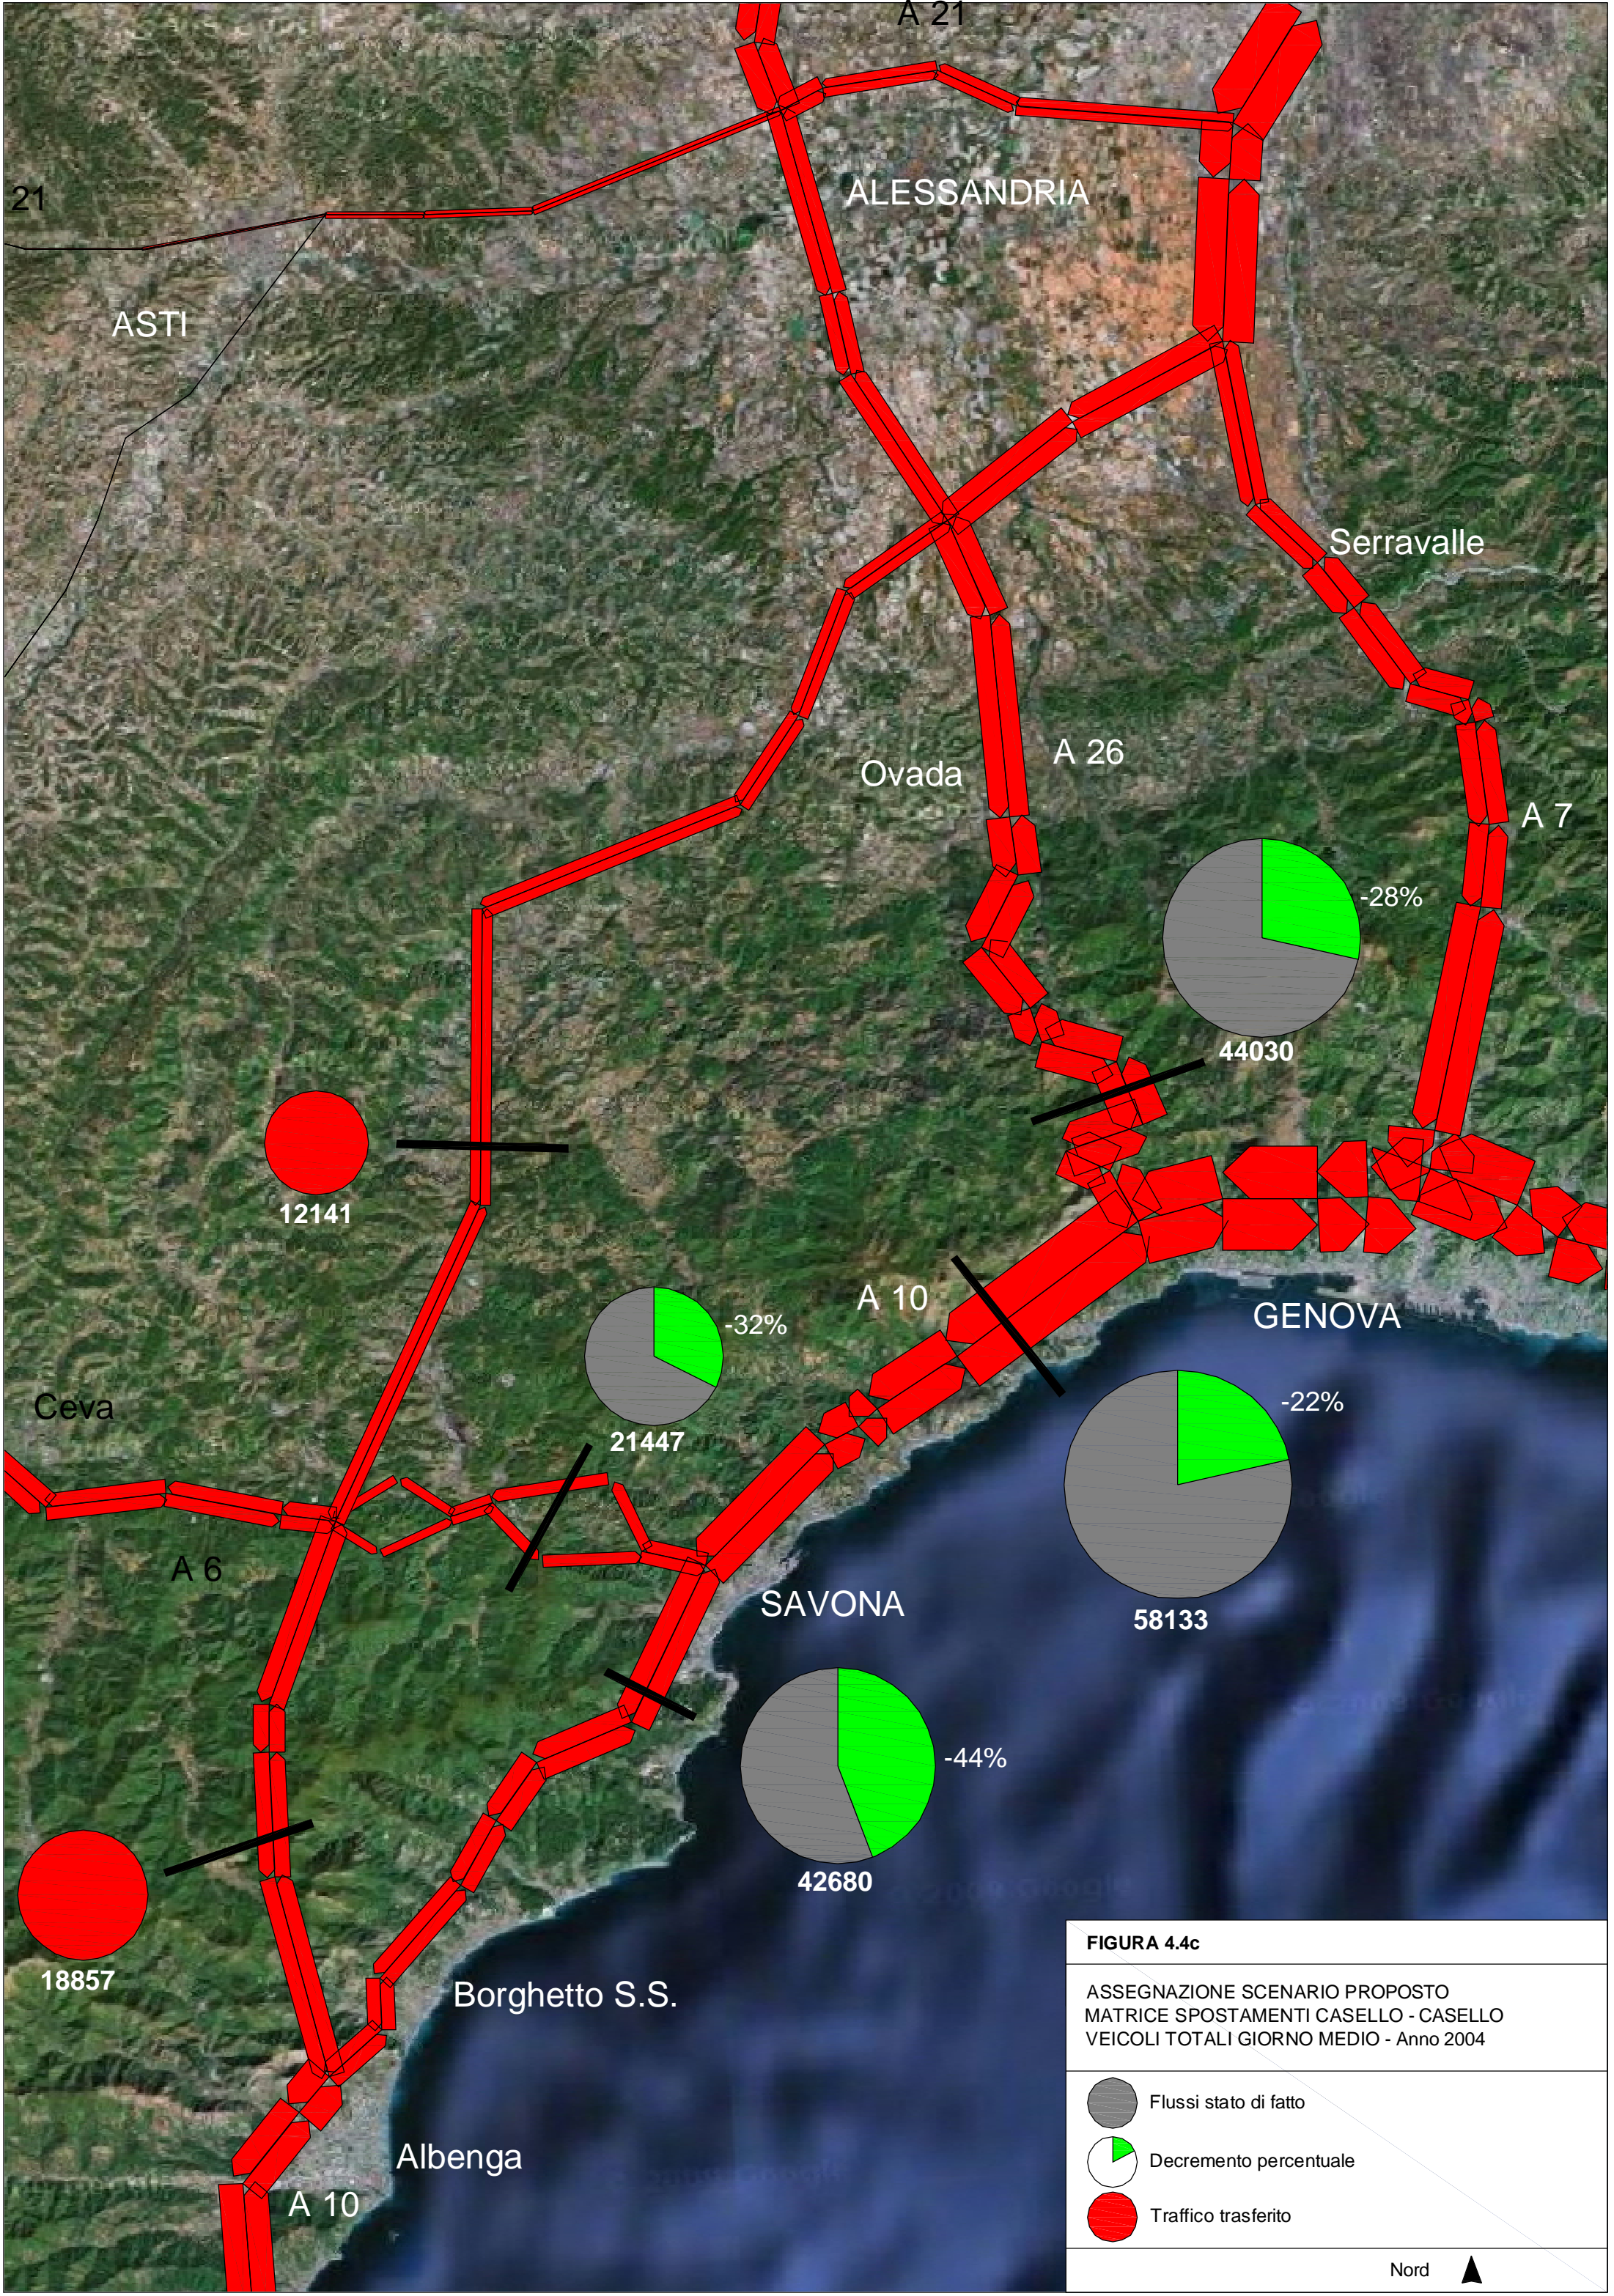 A 21
21
ALESSANDRIA
ASTI
Serravalle
Ovada
A 26
A 7
-28%
44030
12141
A 10
GENOVA
-32%
21447
-22%
58133
Ceva
A 6
SAVONA
-44%
42680
18857
Borghetto S.S.
Albenga
A 10
FIGURA 4.4c
ASSEGNAZIONE SCENARIO PROPOSTO
MATRICE SPOSTAMENTI CASELLO - CASELLO
VEICOLI TOTALI GIORNO MEDIO - Anno 2004
Flussi stato di fatto
Decremento percentuale
Traffico trasferito
Nord